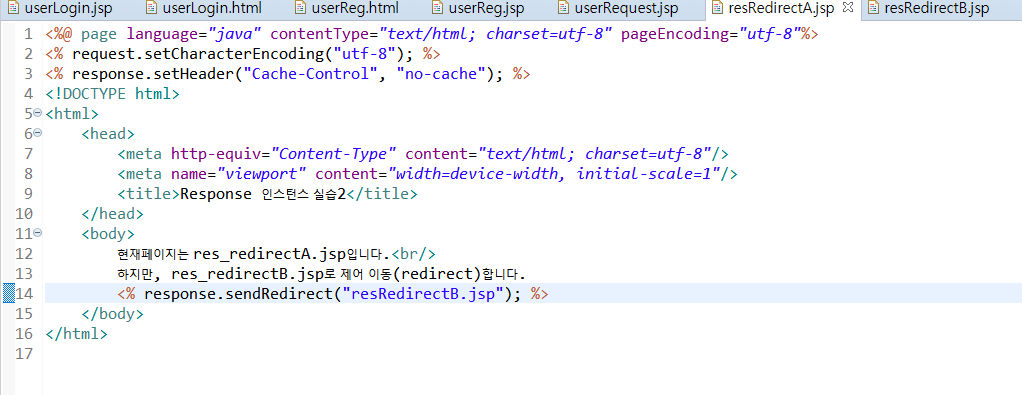 userLogin.jsp userLogin.html userReg.html userReg.jsp userRequest.jsp resRedirectA.jsp resRedirectB.jsp
1 <%@ page language="java" contentType="text/html; charset=utf-8" pageEncoding="utf-8"%>
2 <% request.setCharacterEncoding("utf-8"); %>
3 <% response.setHeader("Cache-Control", "no-cache"); %>
4 <!DOCTYPE html>
5 <html>
6 <head>
7 <meta http-equiv="Content-Type" content="text/html; charset=utf-8"/>
8 <meta name="viewport" content="width=device-width, initial-scale=1"/>
9 <title>Response 인스턴스 실습2</title>
10 </head>
11 <body>
12 현재페이지는 res_redirectA.jsp입니다.<br/>
13 하지만, res_redirectB.jsp로 제어 이동(redirect)합니다.
14 <% response.sendRedirect("resRedirectB.jsp"); %>
15 </body>
16 </html>
17